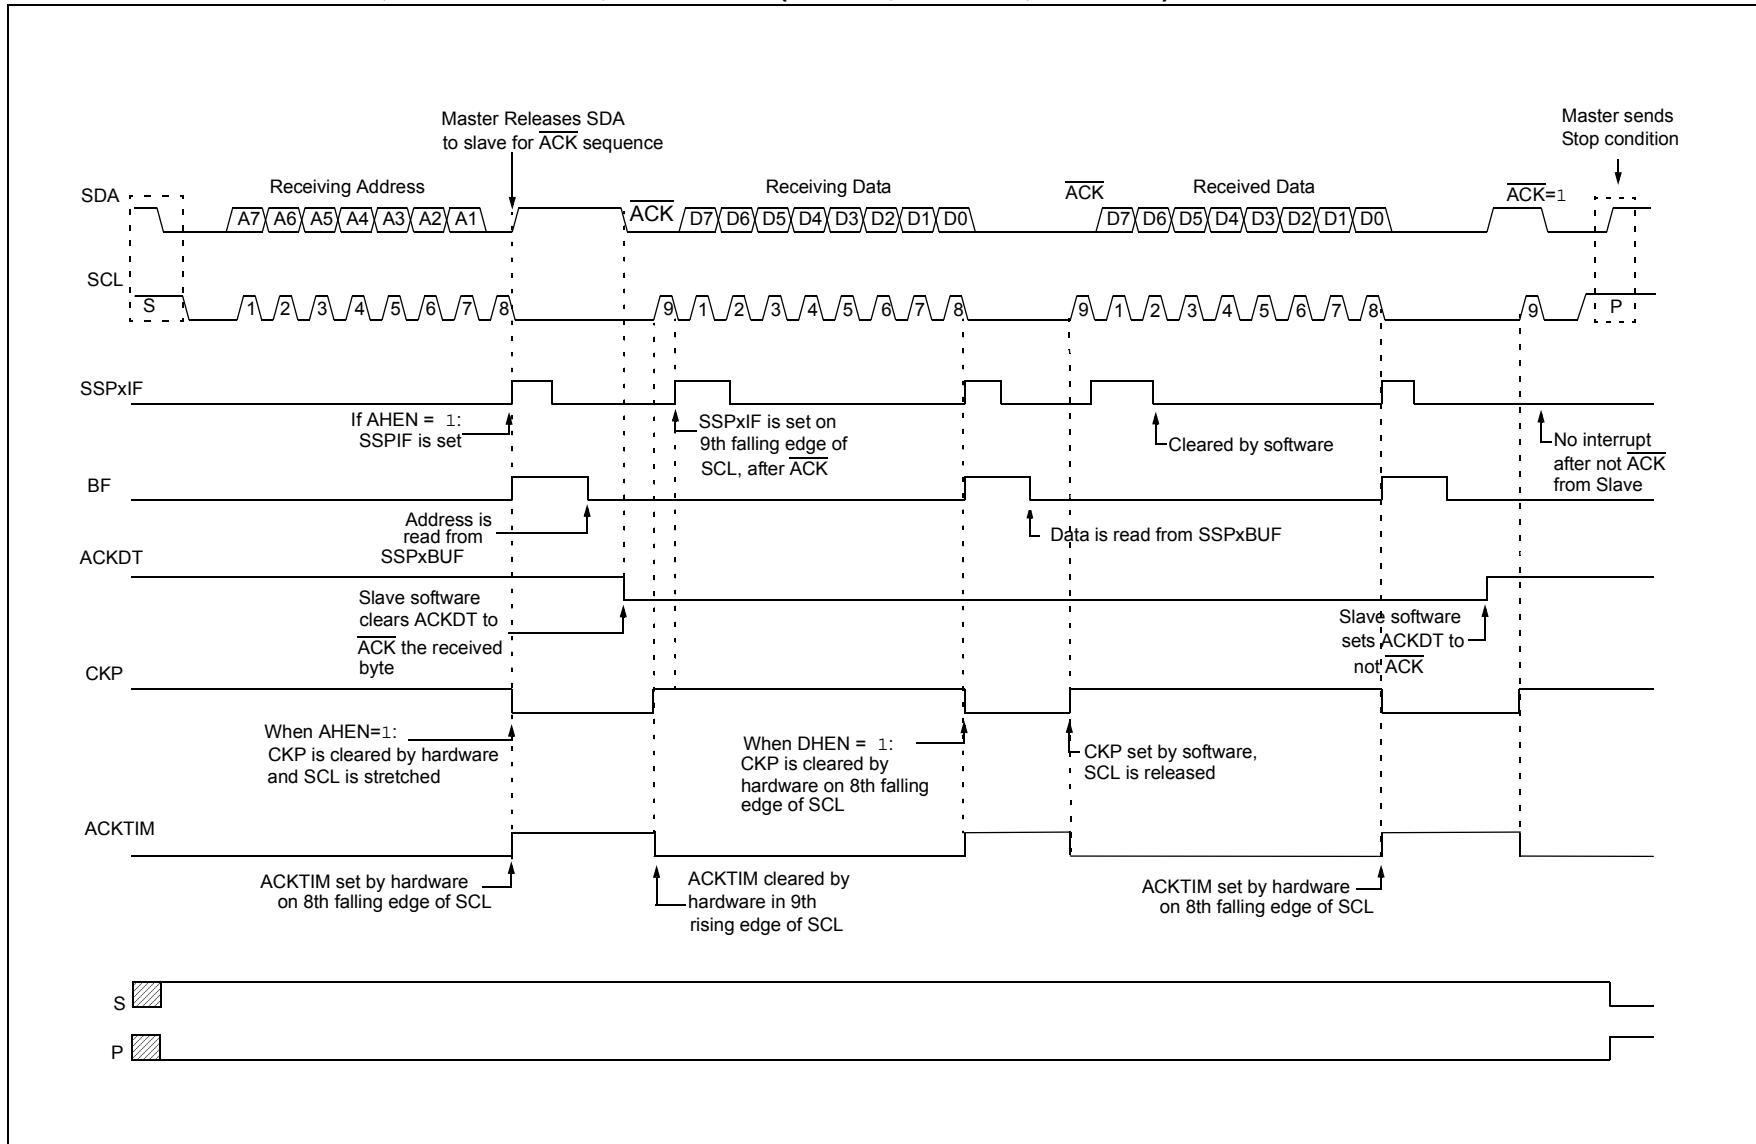 Master Releases SDA
to slave for ACK sequence
Master sends
Stop condition
SDA
Receiving Address
ACK
Receiving Data
ACK
Received Data
ACK=1
A7 A6 A5 A4 A3 A2 A1
D7 D6 D5 D4 D3 D2 D1 D0
D7 D6 D5 D4 D3 D2 D1 D0
SCL
S
1 2 3 4 5 6 7 8 9 1 2 3 4 5 6 7 8 9 1 2 3 4 5 6 7 8 9
P
SSPxIF
If AHEN = 1:
SSPIF is set
SSPxIF is set on
9th falling edge of
SCL, after ACK
Cleared by software
No interrupt
after not ACK
from Slave
BF
Address is
read from
SSPxBUF
Data is read from SSPxBUF
ACKDT
Slave software
clears ACKDT to
ACK the received
byte
Slave software
sets ACKDT to
not ACK
CKP
When AHEN=1:
CKP is cleared by hardware
and SCL is stretched
When DHEN = 1:
CKP is cleared by
hardware on 8th falling
edge of SCL
CKP set by software,
SCL is released
ACKTIM
ACKTIM set by hardware
on 8th falling edge of SCL
ACKTIM cleared by
hardware in 9th
rising edge of SCL
ACKTIM set by hardware
on 8th falling edge of SCL
S
P